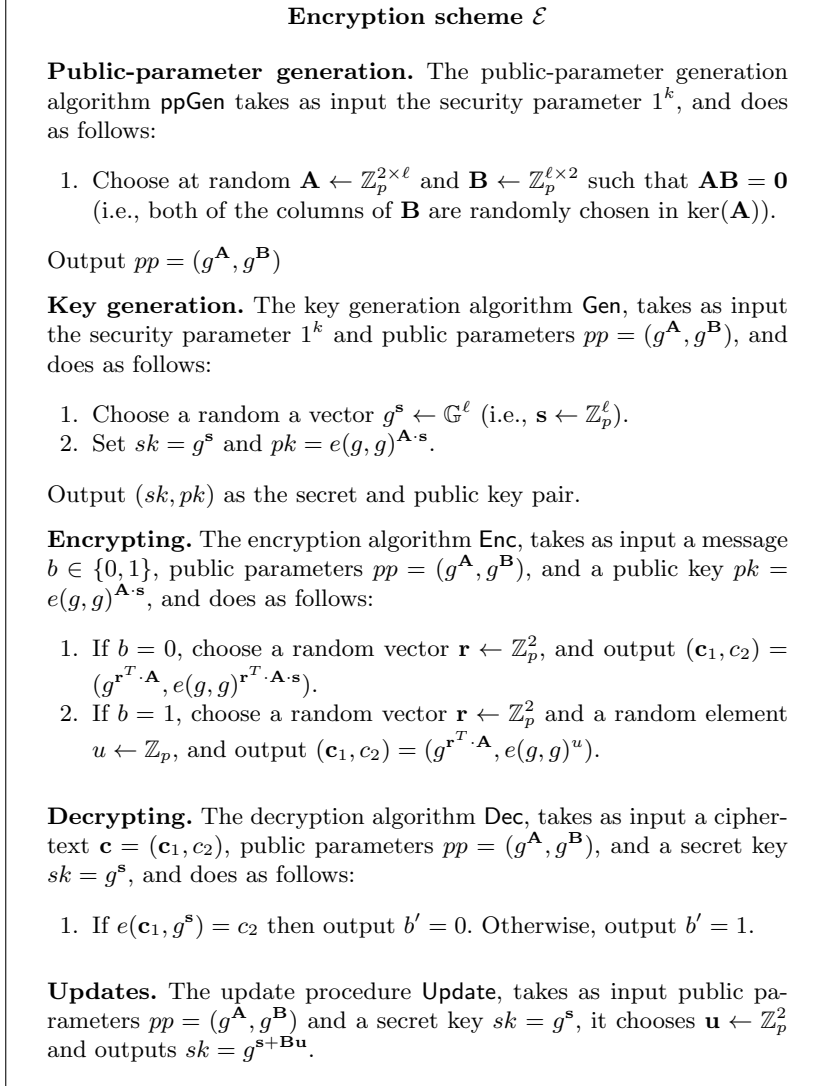 Encryption scheme ℰ
Public-parameter generation. The public-parameter generation
algorithm ppGen takes as input the security parameter 1^k, and does
as follows:
1. Choose at random A ← ℤ_p^{2×ℓ} and B ← ℤ_p^{ℓ×2} such that AB = 0
(i.e., both of the columns of B are randomly chosen in ker(A)).
Output pp = (g^A, g^B)
Key generation. The key generation algorithm Gen, takes as input
the security parameter 1^k and public parameters pp = (g^A, g^B), and
does as follows:
1. Choose a random a vector g^s ← 𝔾^ℓ (i.e., s ← ℤ_p^ℓ).
2. Set sk = g^s and pk = e(g, g)^{A·s}.
Output (sk, pk) as the secret and public key pair.
Encrypting. The encryption algorithm Enc, takes as input a message
b ∈ {0, 1}, public parameters pp = (g^A, g^B), and a public key pk =
e(g, g)^{A·s}, and does as follows:
1. If b = 0, choose a random vector r ← ℤ_p^2, and output (c_1, c_2) =
(g^{r^T·A}, e(g, g)^{r^T·A·s}).
2. If b = 1, choose a random vector r ← ℤ_p^2 and a random element
u ← ℤ_p, and output (c_1, c_2) = (g^{r^T·A}, e(g, g)^u).
Decrypting. The decryption algorithm Dec, takes as input a cipher-
text c = (c_1, c_2), public parameters pp = (g^A, g^B), and a secret key
sk = g^s, and does as follows:
1. If e(c_1, g^s) = c_2 then output b′ = 0. Otherwise, output b′ = 1.
Updates. The update procedure Update, takes as input public pa-
rameters pp = (g^A, g^B) and a secret key sk = g^s, it chooses u ← ℤ_p^2
and outputs sk = g^{s+Bu}.